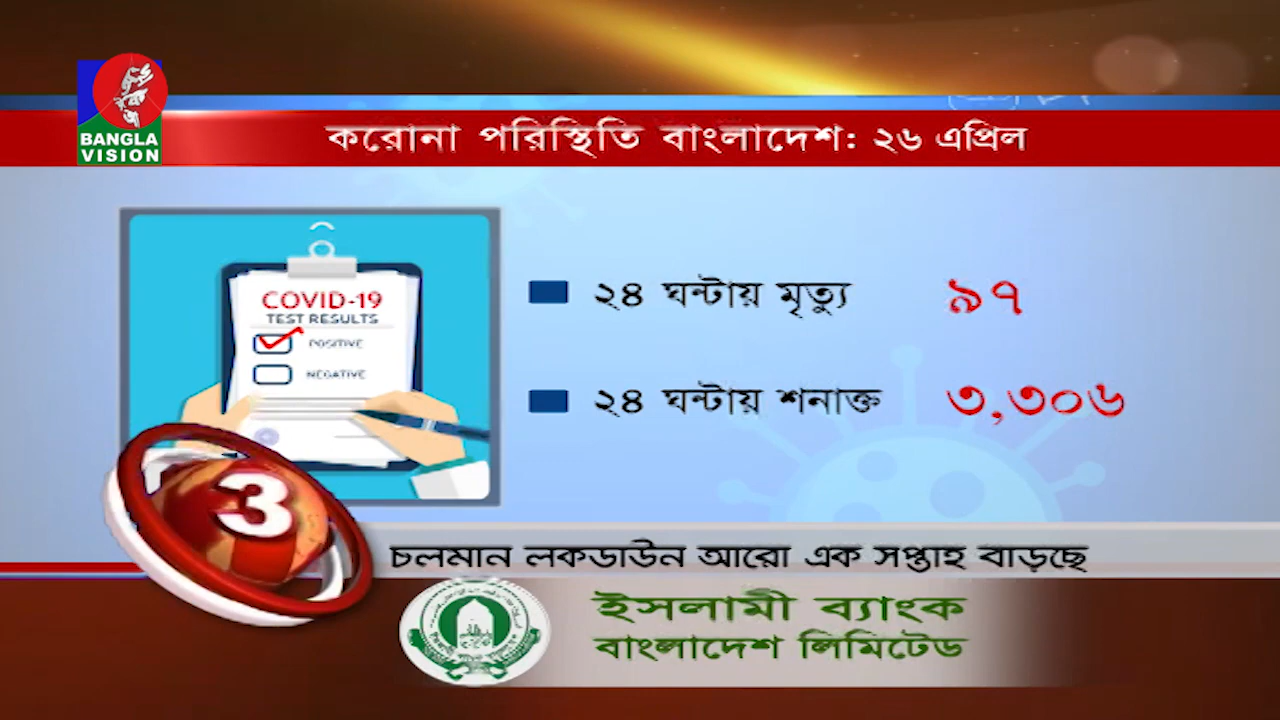 BANGLA
VISION
করোনা পরিস্থিতি বাংলাদেশ: ২৬ এপ্রিল
COVID-19
TEST RESULTS
POSITIVE
NEGATIVE
২৪ ঘন্টায় মৃত্যু ৯৭
২৪ ঘন্টায় শনাক্ত ৩,৩০৬
3
চলমান লকডাউন আরো এক সপ্তাহ বাড়ছে
ইসলামী ব্যাংক
বাংলাদেশ লিমিটেড